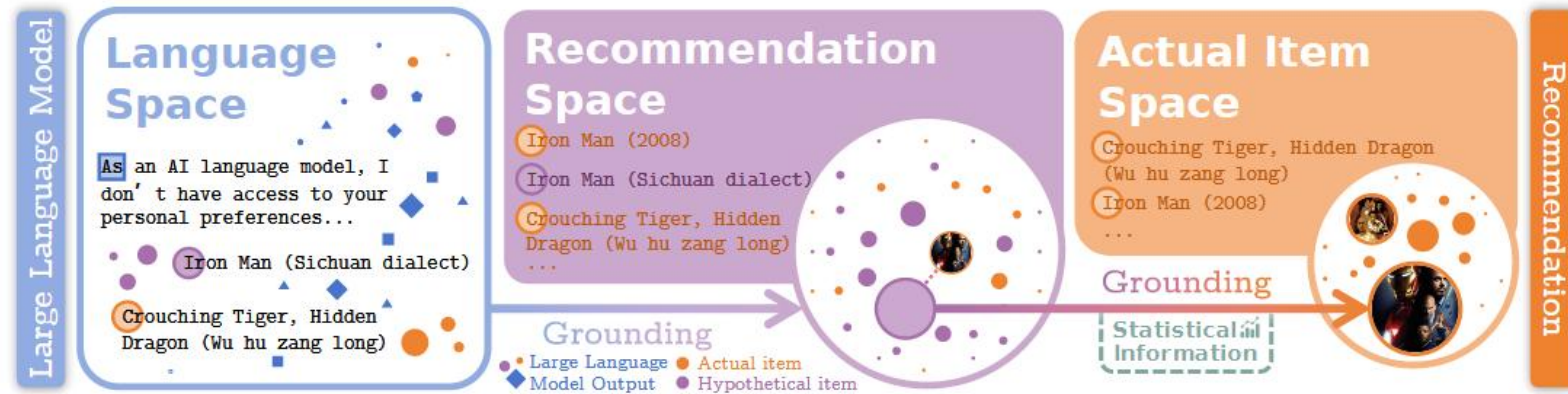 Large Language Model
Language
Space
As an AI language model, I
don't have access to your
personal preferences...
Iron Man (Sichuan dialect)
Crouching Tiger, Hidden
Dragon (Wu hu zang long)
Recommendation
Space
Iron Man (2008)
Iron Man (Sichuan dialect)
Crouching Tiger, Hidden
Dragon (Wu hu zang long)
...
Grounding
Large Language
Model Output
Actual item
Hypothetical item
Actual Item
Space
Crouching Tiger, Hidden Dragon
(Wu hu zang long)
Iron Man (2008)
...
Grounding
Statistical
Information
Recommendation